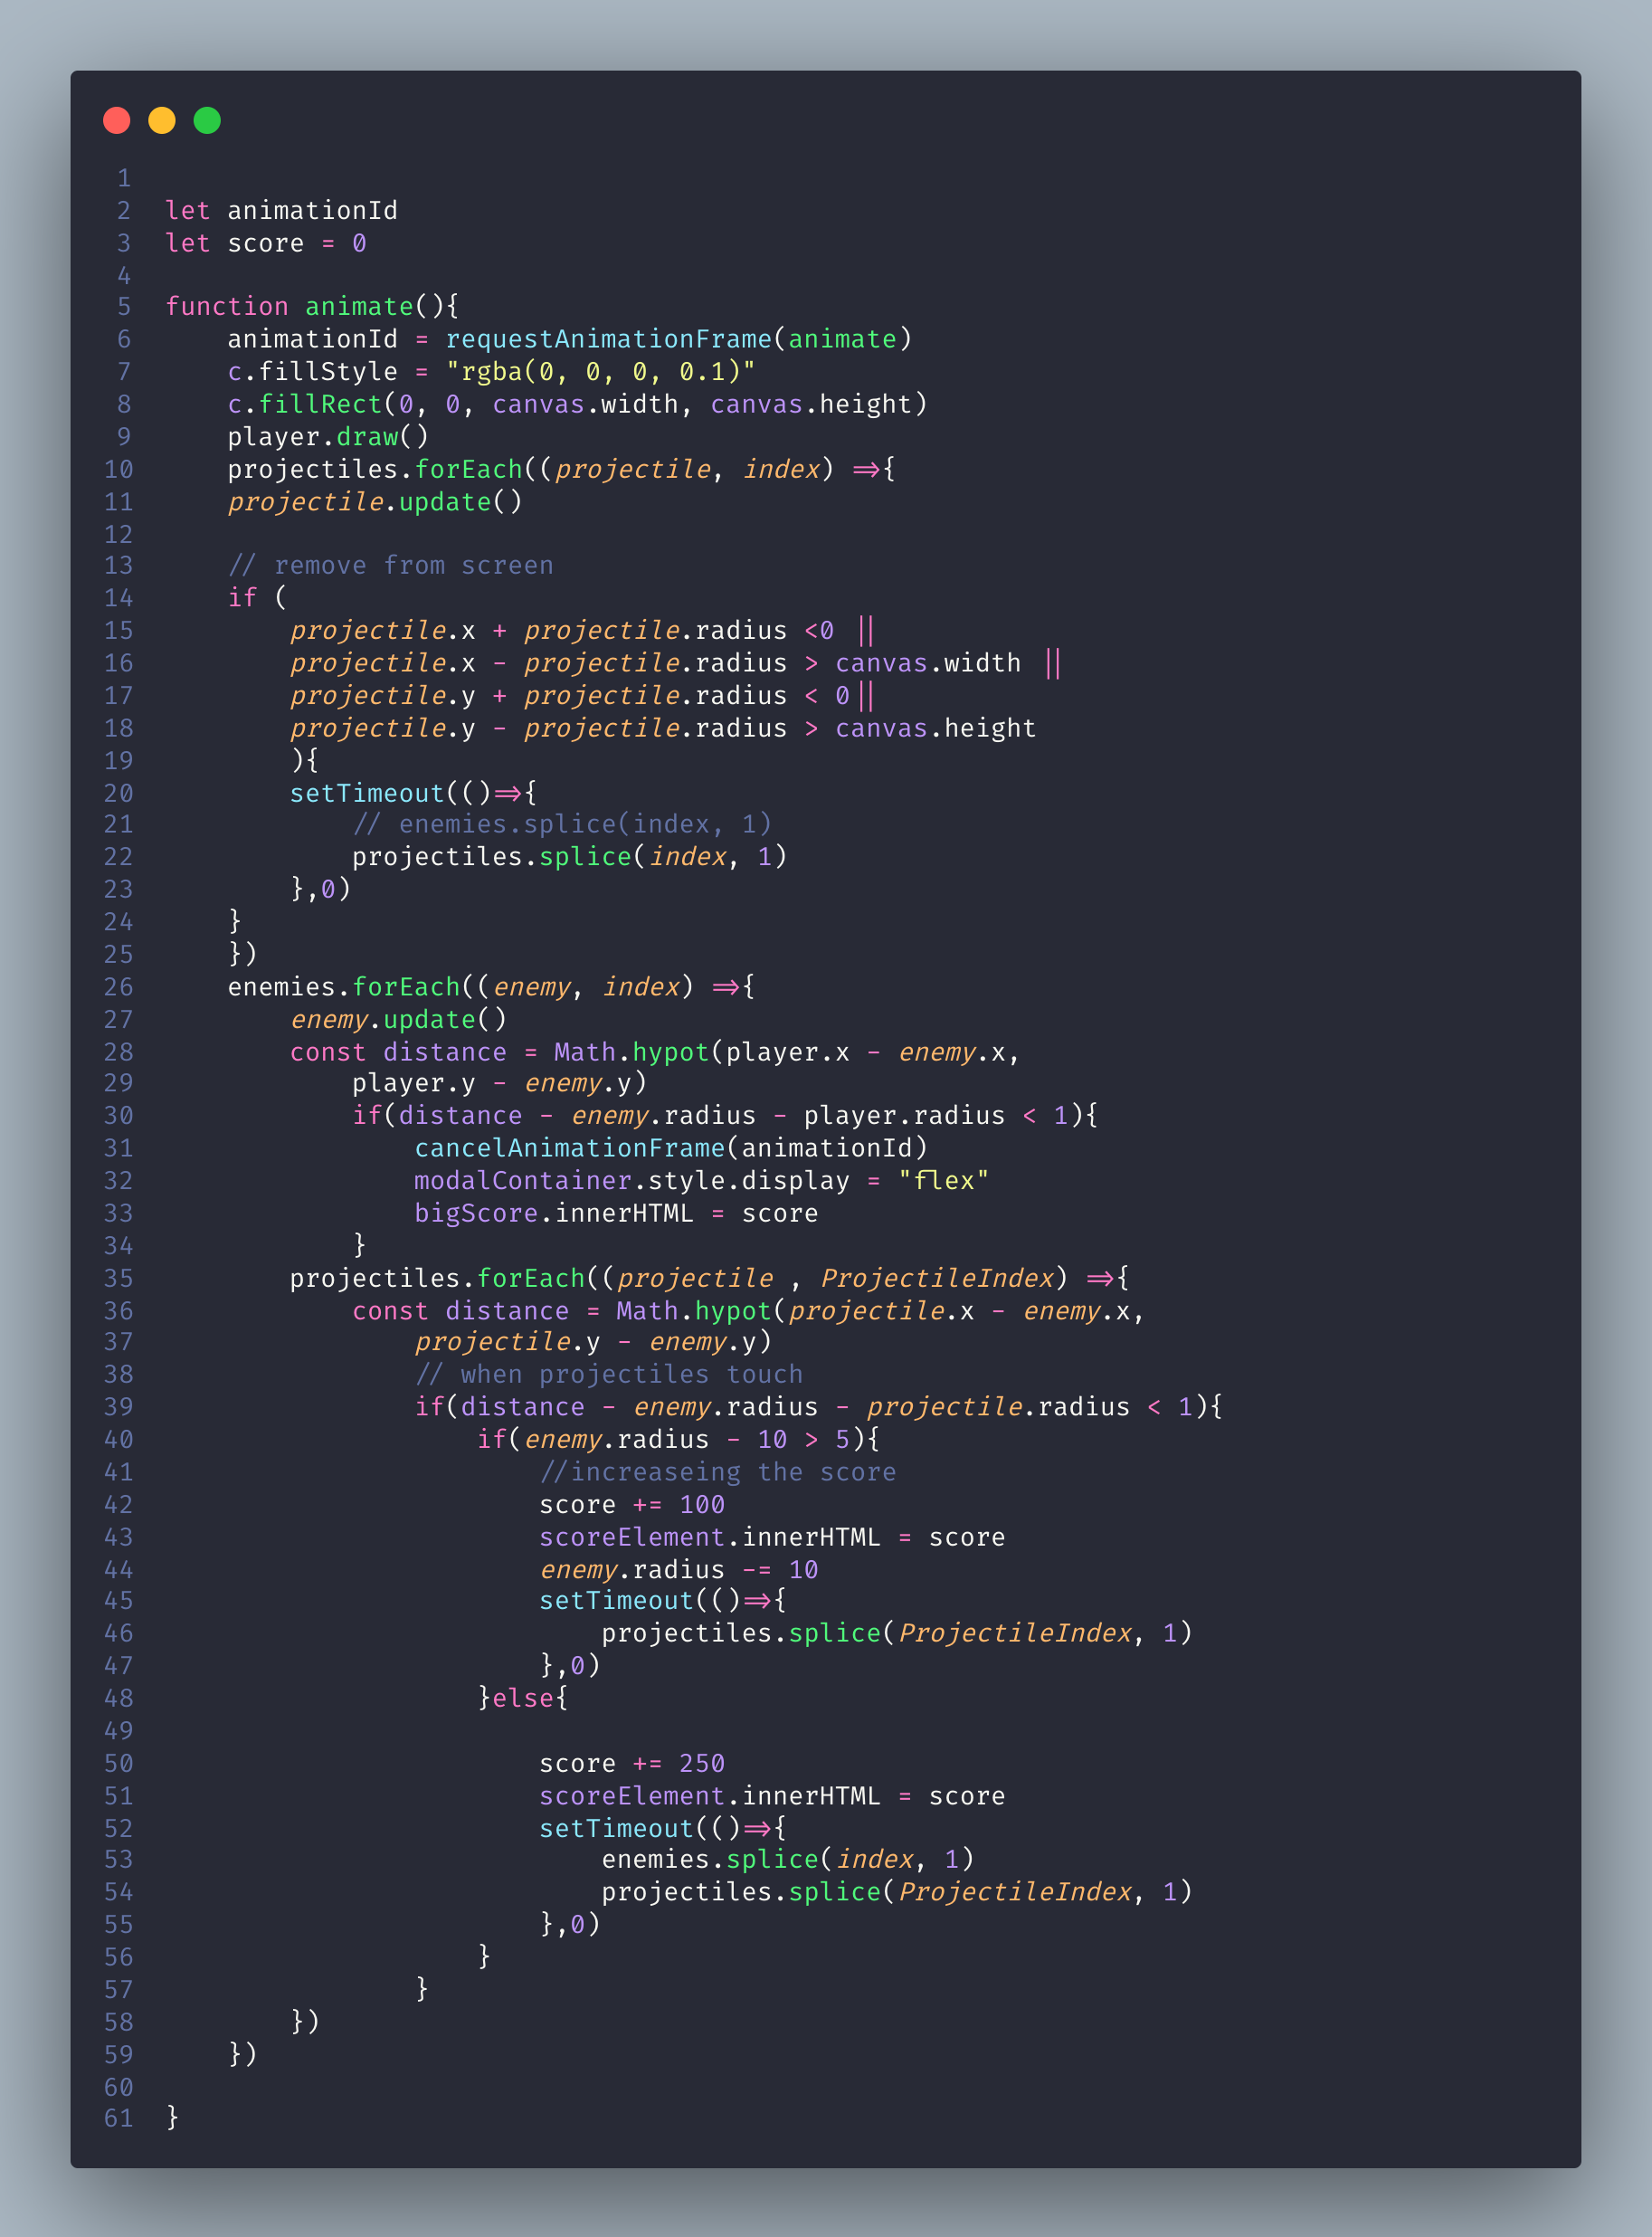 1
2 let animationId
3 let score = 0
4
5 function animate(){
6     animationId = requestAnimationFrame(animate)
7     c.fillStyle = "rgba(0, 0, 0, 0.1)"
8     c.fillRect(0, 0, canvas.width, canvas.height)
9     player.draw()
10     projectiles.forEach((projectile, index) =>{
11     projectile.update()
12
13     // remove from screen
14     if (
15         projectile.x + projectile.radius <0 ||
16         projectile.x - projectile.radius > canvas.width ||
17         projectile.y + projectile.radius < 0||
18         projectile.y - projectile.radius > canvas.height
19         ){
20         setTimeout(()=>{
21             // enemies.splice(index, 1)
22             projectiles.splice(index, 1)
23         },0)
24     }
25     })
26     enemies.forEach((enemy, index) =>{
27         enemy.update()
28         const distance = Math.hypot(player.x - enemy.x,
29             player.y - enemy.y)
30             if(distance - enemy.radius - player.radius < 1){
31                 cancelAnimationFrame(animationId)
32                 modalContainer.style.display = "flex"
33                 bigScore.innerHTML = score
34             }
35         projectiles.forEach((projectile , ProjectileIndex) =>{
36             const distance = Math.hypot(projectile.x - enemy.x,
37                 projectile.y - enemy.y)
38                 // when projectiles touch
39                 if(distance - enemy.radius - projectile.radius < 1){
40                     if(enemy.radius - 10 > 5){
41                         //increaseing the score
42                         score += 100
43                         scoreElement.innerHTML = score
44                         enemy.radius -= 10
45                         setTimeout(()=>{
46                             projectiles.splice(ProjectileIndex, 1)
47                         },0)
48                     }else{
49
50                         score += 250
51                         scoreElement.innerHTML = score
52                         setTimeout(()=>{
53                             enemies.splice(index, 1)
54                             projectiles.splice(ProjectileIndex, 1)
55                         },0)
56                     }
57                 }
58         })
59     })
60
61 }